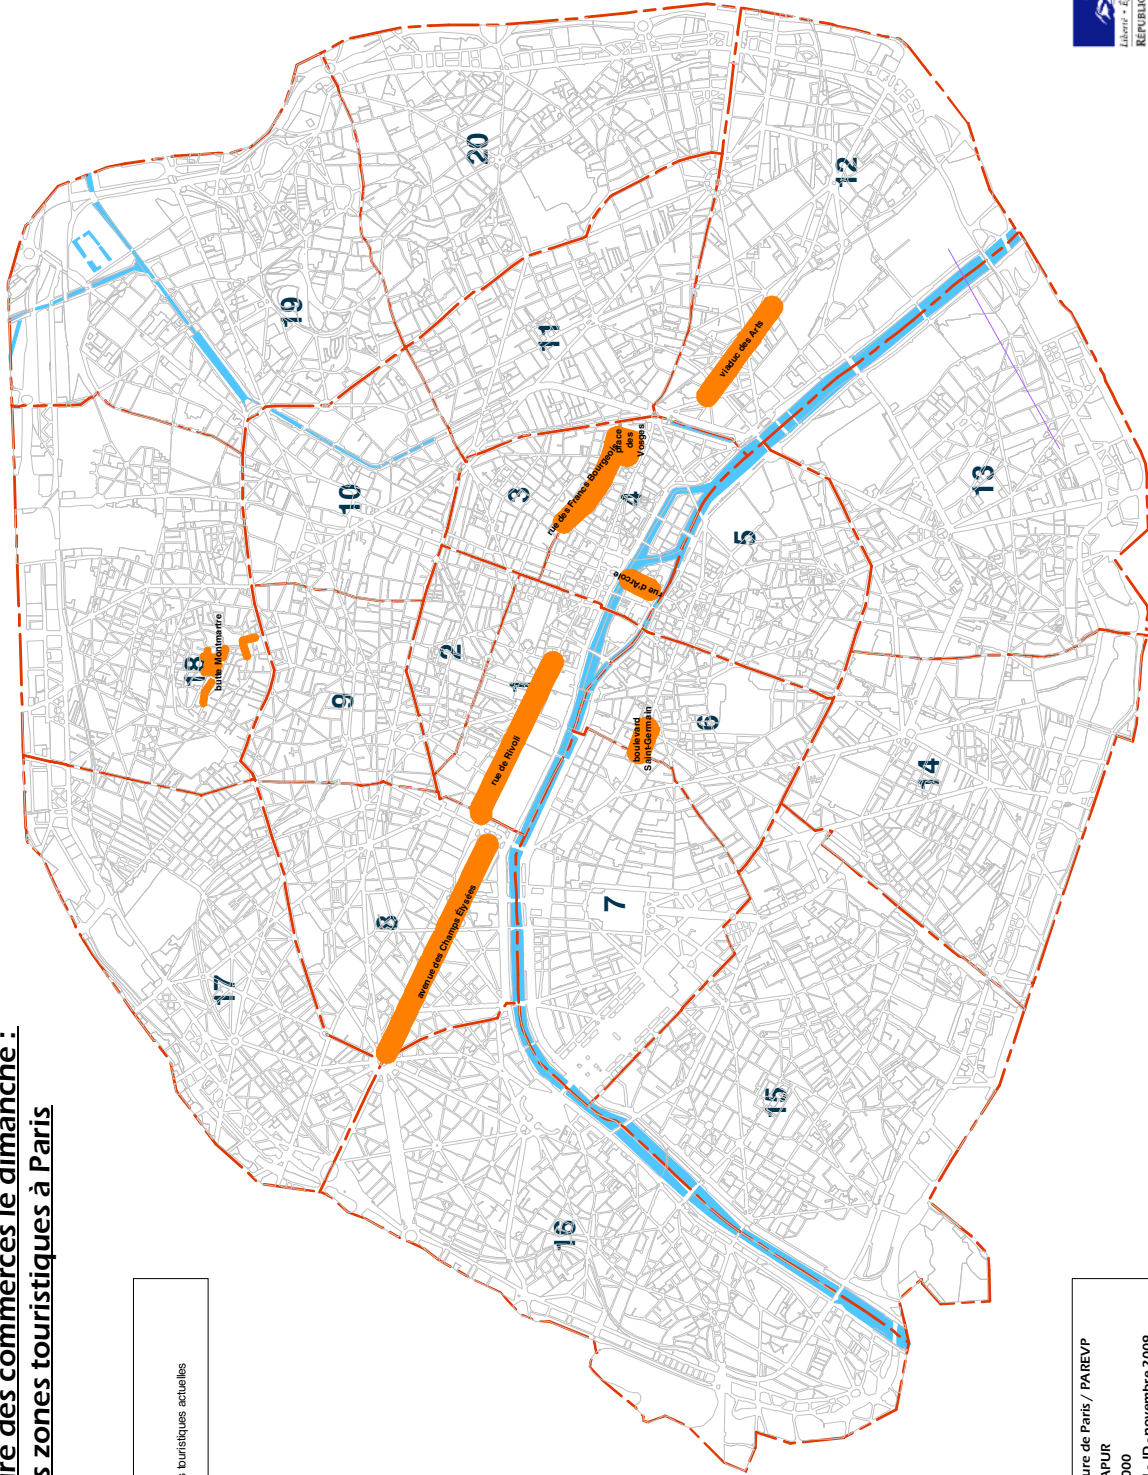 re des commerces le dimanche :
s zones touristiques à Paris
s touristiques actuelles
ure de Paris / PAREVP
APUR
000
JD - novembre 2009
Liberté • É
RÉPUBLIQ
17
18
19
20
16
8
9
10
11
12
2
1
3
4
7
6
5
15
14
13
butte Montmartre
avenue des Champs Élysées
rue de Rivoli
rue des Francs Bourgeois
place
des
Vosges
rue d'Arcole
viaduc des Arts
boulevard
Saint-Germain